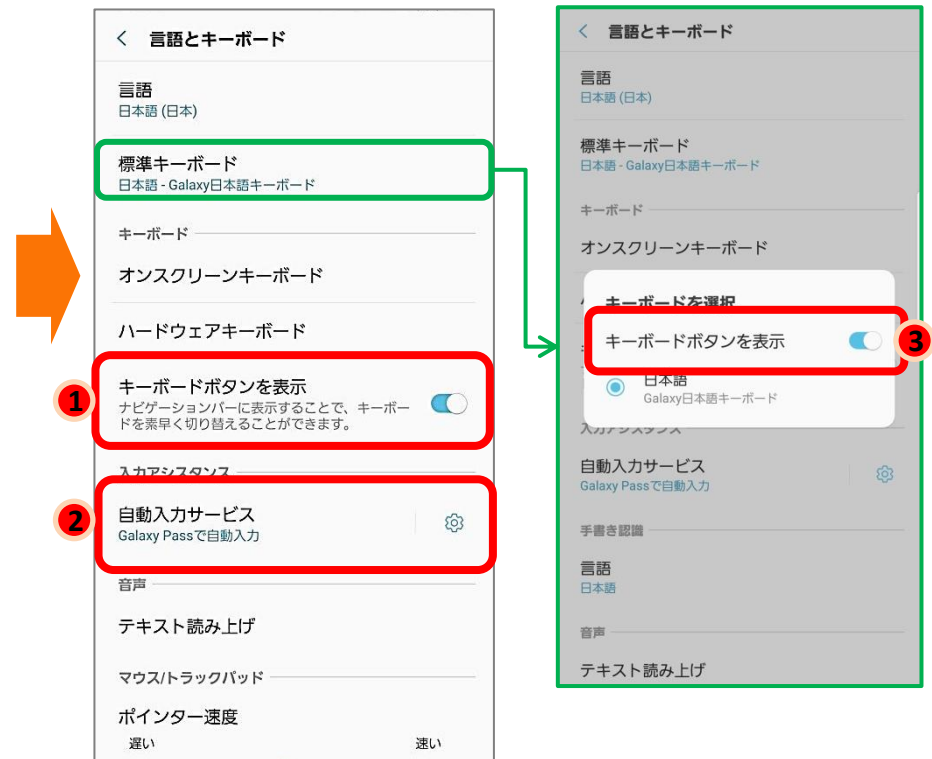 言語とキーボード
言語
日本語 (日本)
標準キーボード
日本語 - Galaxy日本語キーボード
キーボード
オンスクリーンキーボード
ハードウェアキーボード
1
キーボードボタンを表示
ナビゲーションバーに表示することで、キーボー
ドを素早く切り替えることができます。
入力アシスタンス
2
自動入力サービス
Galaxy Passで自動入力
音声
テキスト読み上げ
マウス/トラックパッド
ポインター速度
遅い 速い
言語とキーボード
言語
日本語 (日本)
標準キーボード
日本語 - Galaxy日本語キーボード
キーボード
オンスクリーンキーボード
キーボードを選択
キーボードボタンを表示
3
日本語
Galaxy日本語キーボード
入力アシスタンス
自動入力サービス
Galaxy Passで自動入力
手書き認識
言語
日本語
音声
テキスト読み上げ